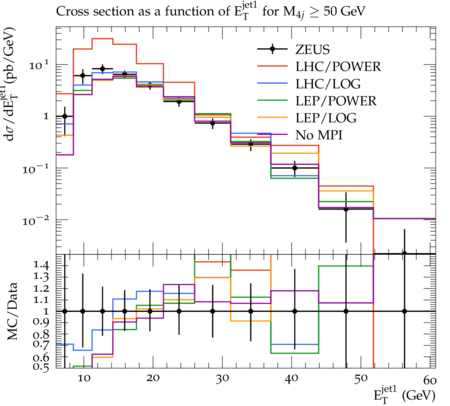 Cross section as a function of E_T^jet1 for M_4j ≥ 50 GeV
dσ/dE_T^jet1 (pb/GeV)
10^1
1
10^−1
10^−2
ZEUS
LHC/POWER
LHC/LOG
LEP/POWER
LEP/LOG
No MPI
MC/Data
1.4
1.3
1.2
1.1
1
0.9
0.8
0.7
0.6
0.5
10 20 30 40 50 60
E_T^jet1 (GeV)